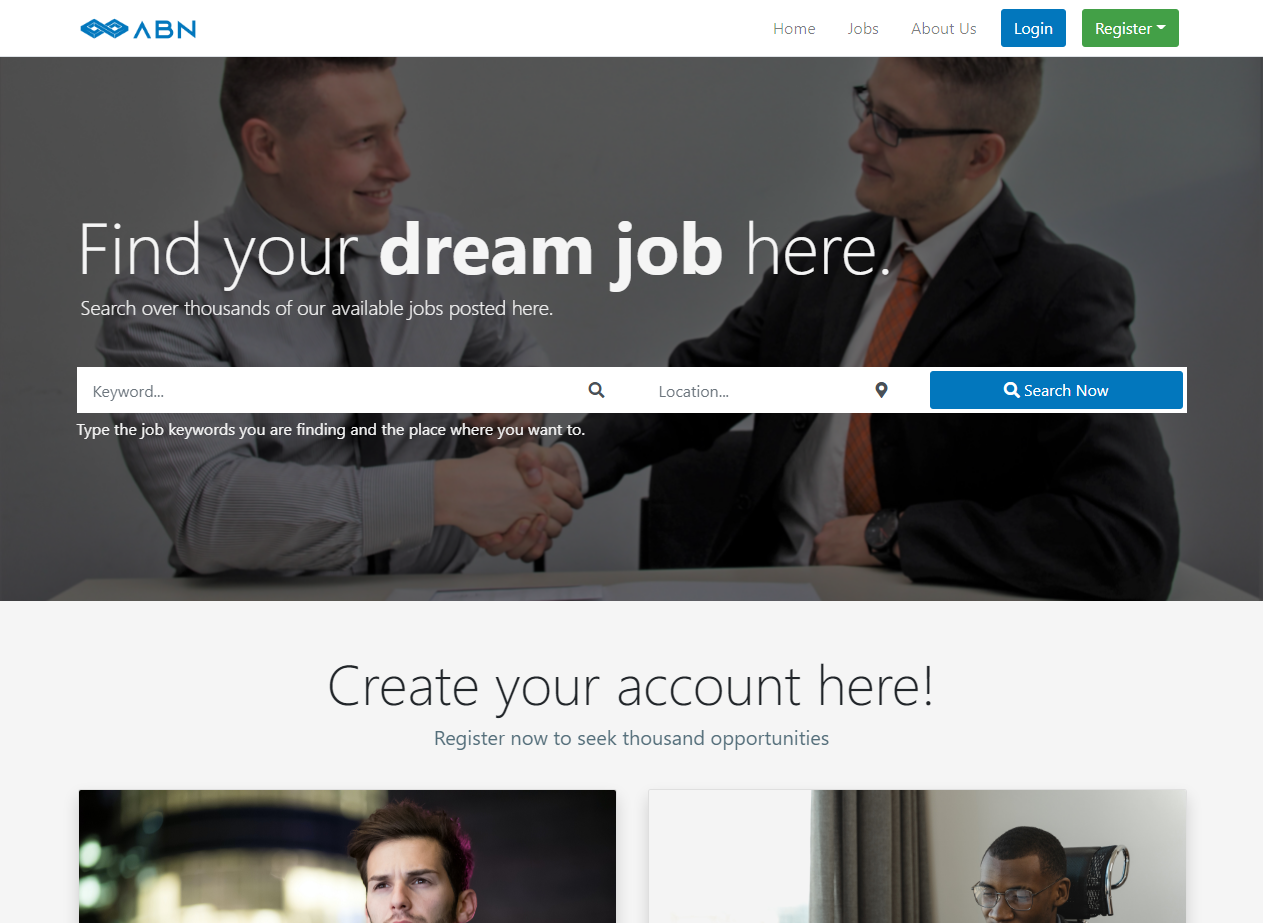 ABN
Home Jobs About Us Login Register
Find your dream job here.
Search over thousands of our available jobs posted here.
Keyword... Location... Search Now
Type the job keywords you are finding and the place where you want to.
Create your account here!
Register now to seek thousand opportunities